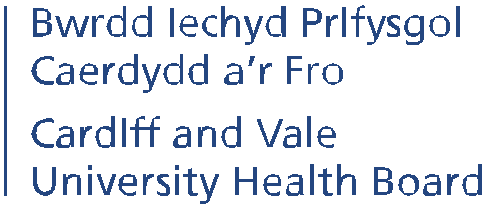 Bwrdd Iechyd PrIfysgol
Caerdydd a'r Fro
CardIff and Vale
University Health Board